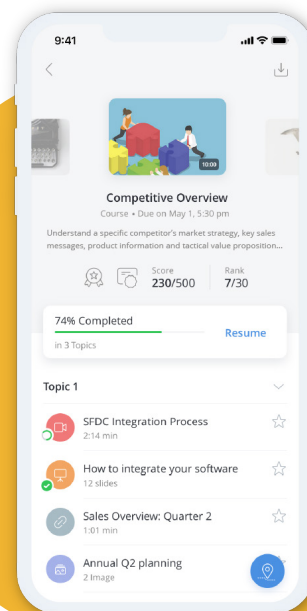 9:41
10:00
Competitive Overview
Course • Due on May 1, 5:30 pm
Understand a specific competitor's market strategy, key sales
messages, product information and tactical value proposition...
Score
230/500
Rank
7/30
74% Completed
in 3 Topics
Resume
Topic 1
SFDC Integration Process
2:14 min
How to integrate your software
12 slides
Sales Overview: Quarter 2
1:01 min
Annual Q2 planning
2 Image